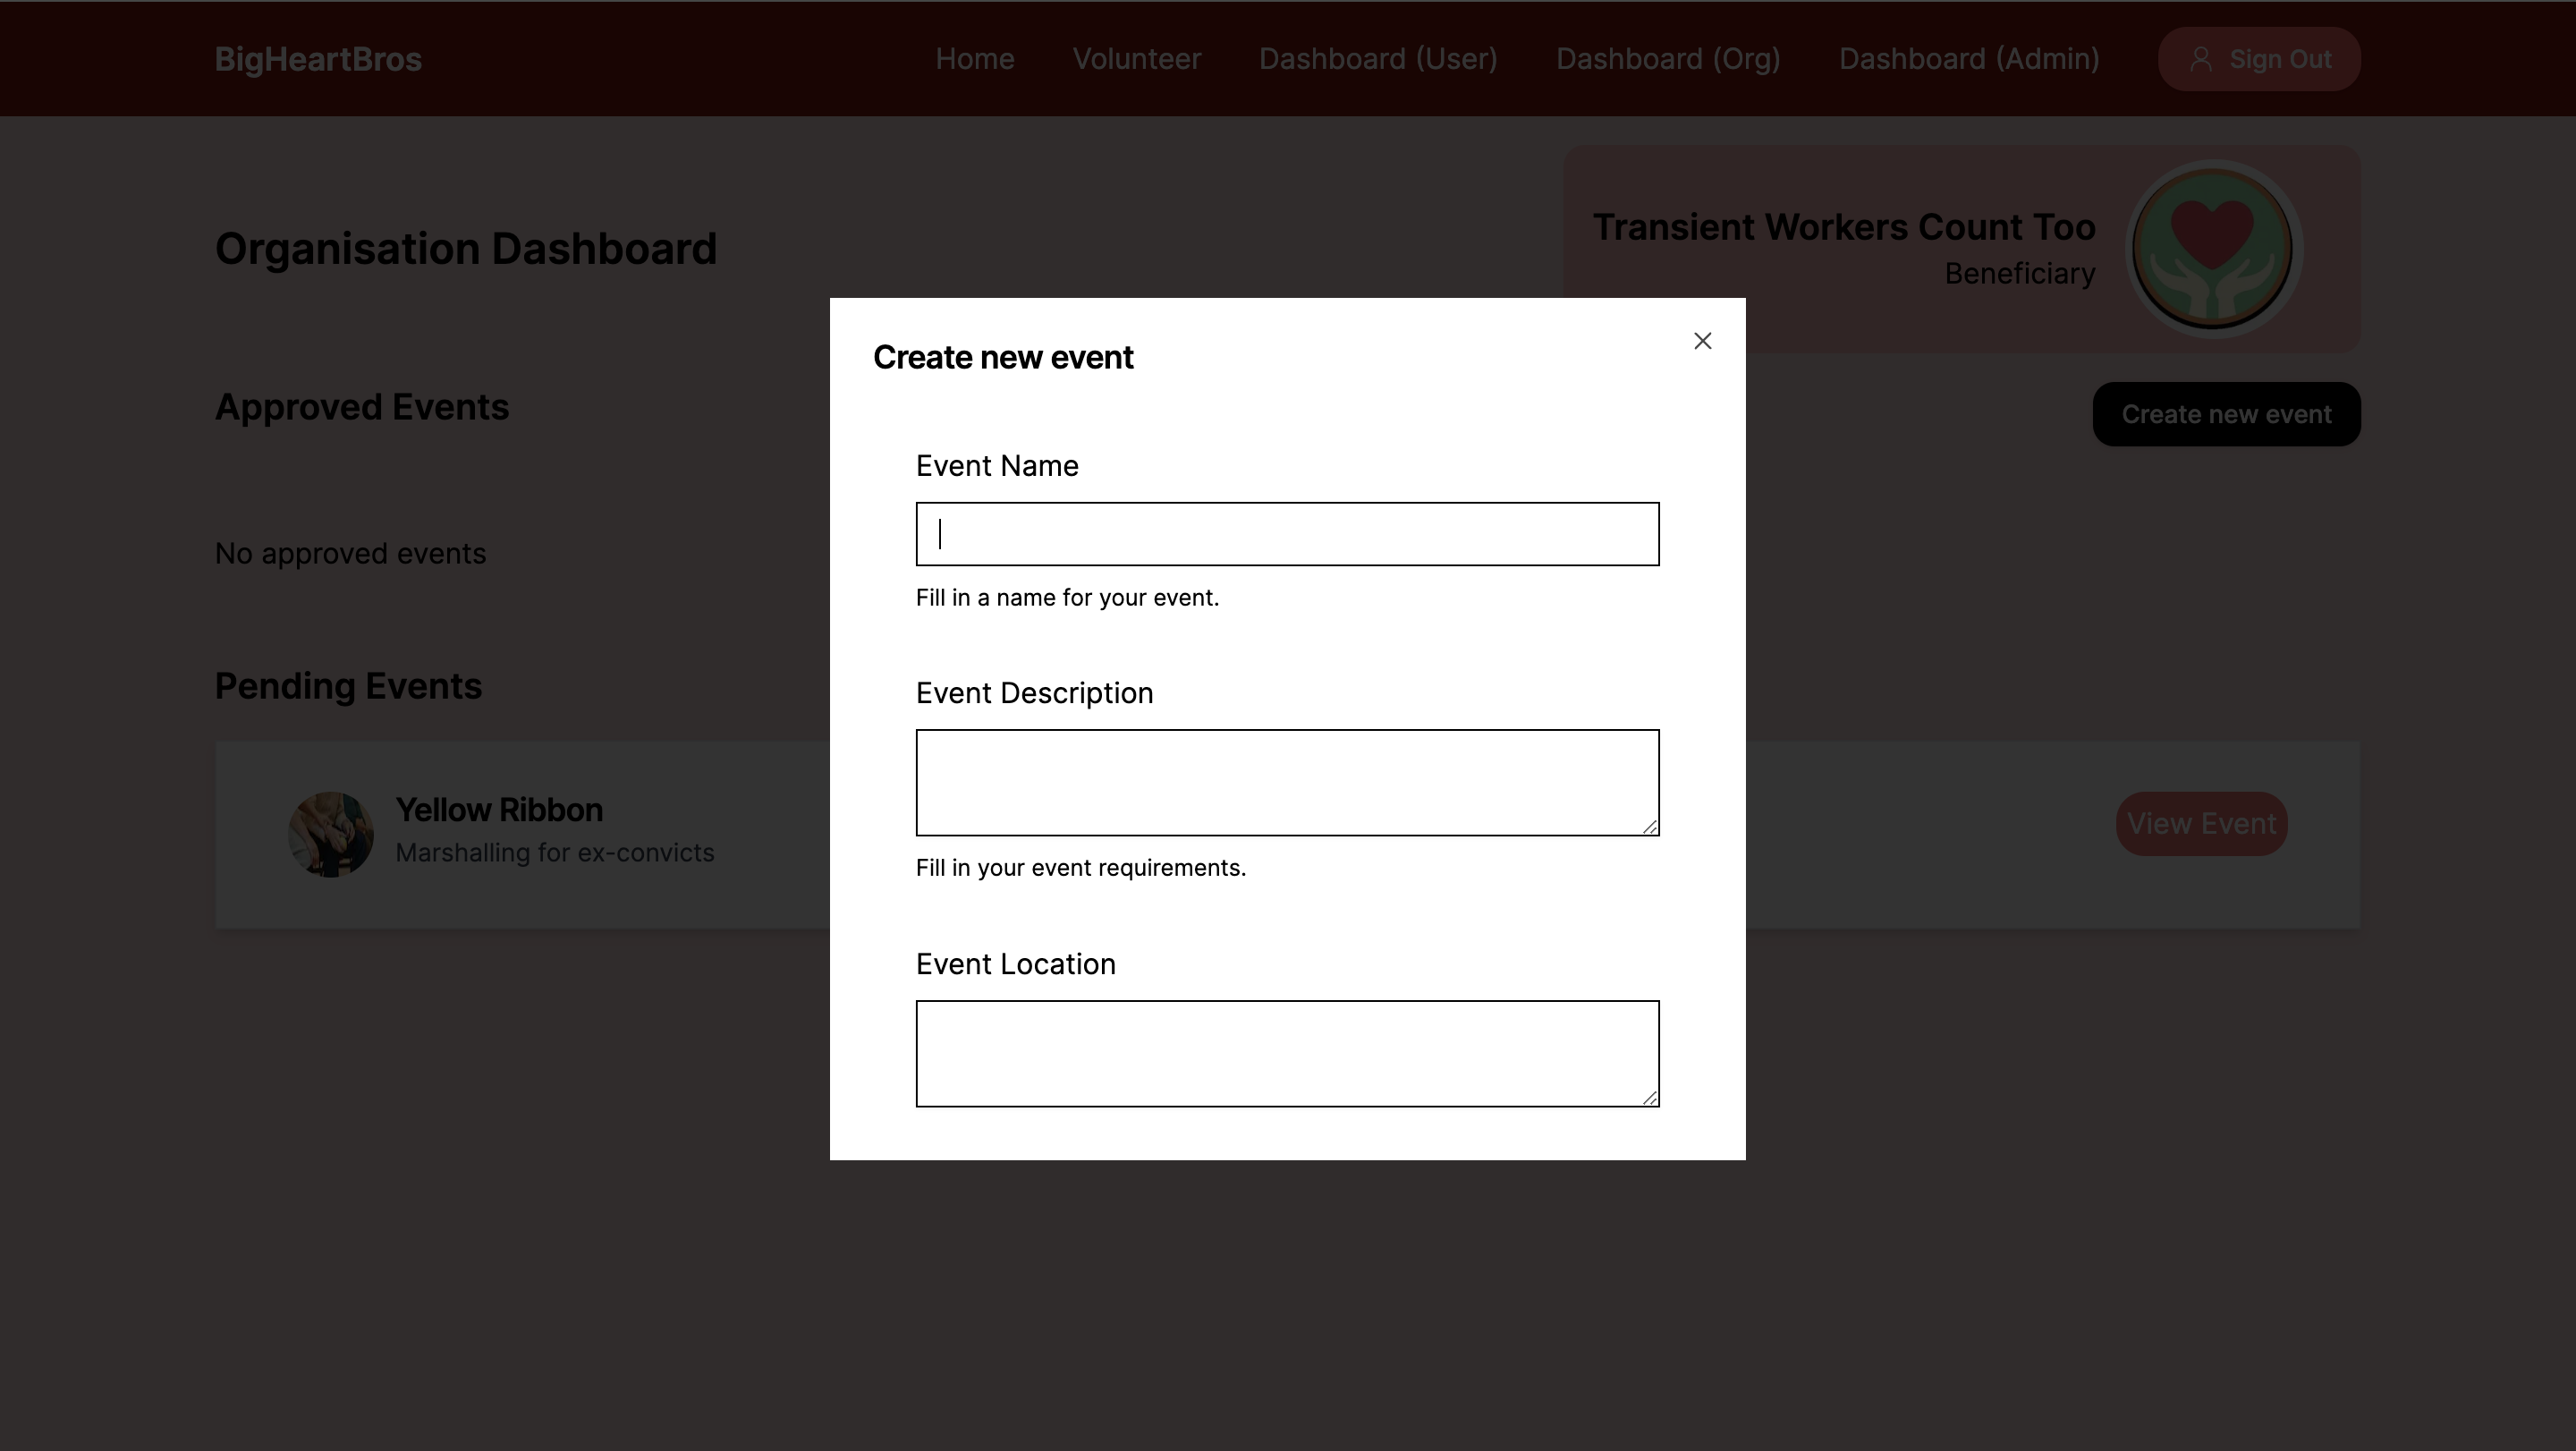 BigHeartBros
Home Volunteer Dashboard (User) Dashboard (Org) Dashboard (Admin) Sign Out
Organisation Dashboard
Transient Workers Count Too
Beneficiary
Approved Events
Create new event
No approved events
Pending Events
Yellow Ribbon
Marshalling for ex-convicts
View Event
Create new event
Event Name
Fill in a name for your event.
Event Description
Fill in your event requirements.
Event Location